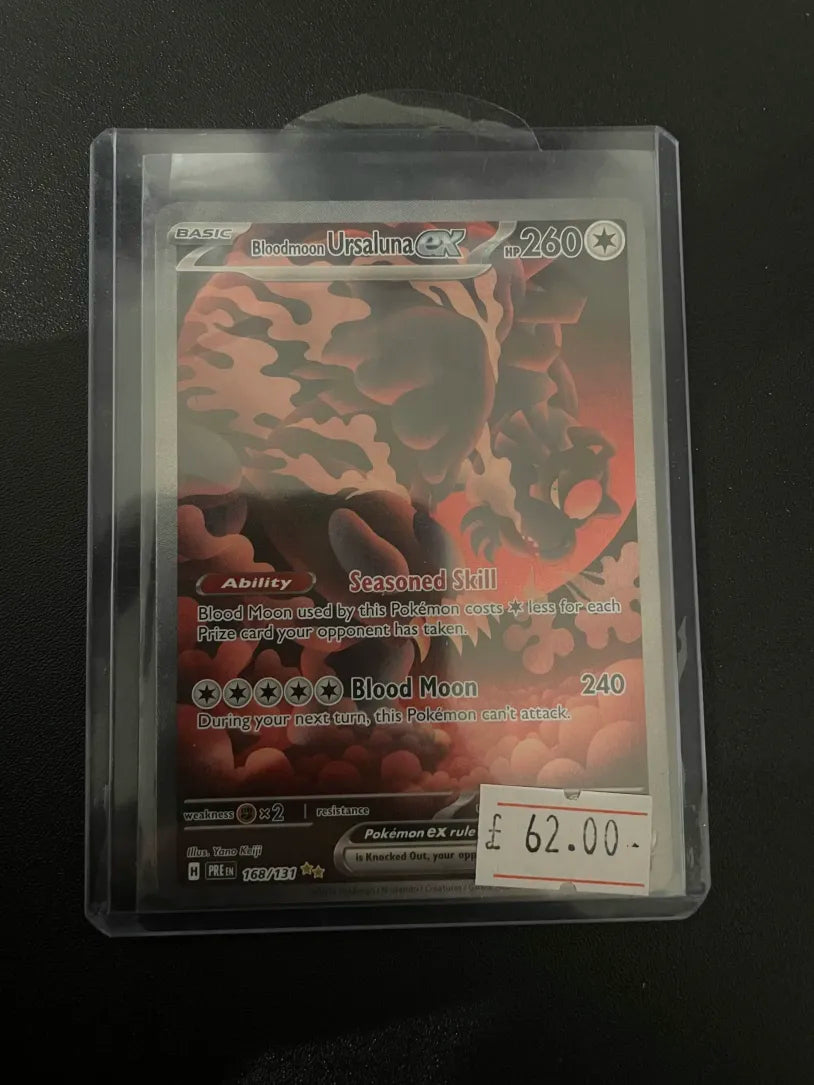 BASIC
Bloodmoon Ursaluna ex HP 260
Ability Seasoned Skill
Blood Moon used by this Pokémon costs less for each
Prize card your opponent has taken.
Blood Moon 240
During your next turn, this Pokémon can't attack.
weakness ×2 resistance
Pokémon ex rule
is Knocked Out, your opp
£ 62.00
Illus. Yano Keiji
H PRE EN 168/131